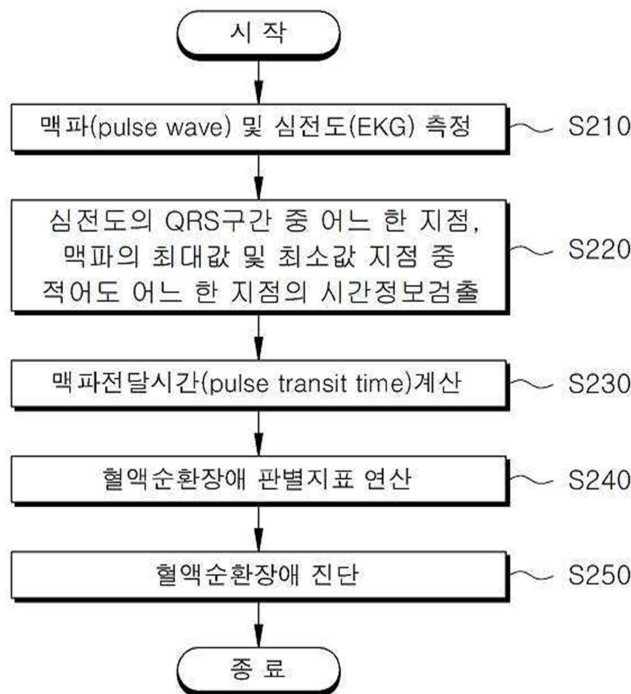 시 작
맥파(pulse wave) 및 심전도(EKG) 측정
S210
심전도의 QRS구간 중 어느 한 지점,
맥파의 최대값 및 최소값 지점 중
적어도 어느 한 지점의 시간정보검출
S220
맥파전달시간(pulse transit time)계산
S230
혈액순환장애 판별지표 연산
S240
혈액순환장애 진단
S250
종 료